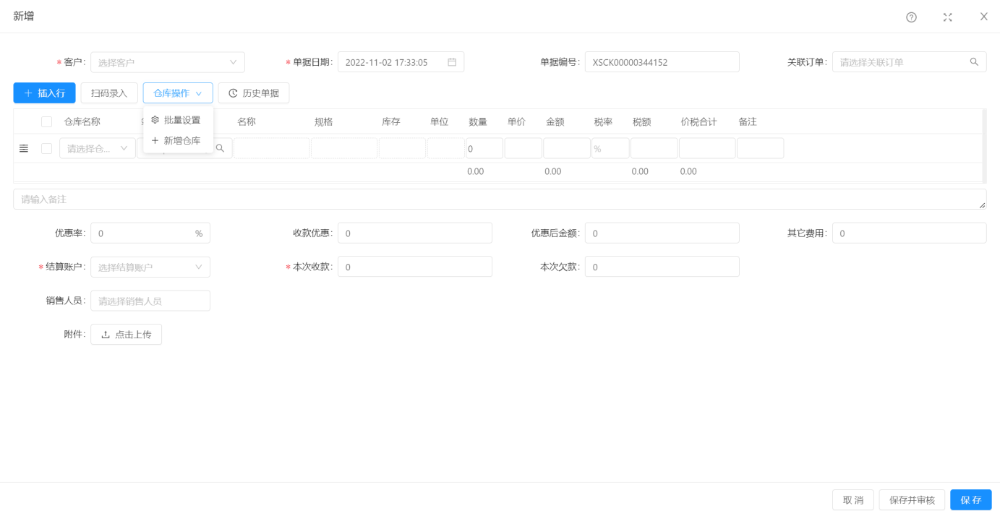 新增
客户: 选择客户 单据日期: 2022-11-02 17:33:05 单据编号: XSCK00000344152 关联订单: 请选择关联订单
插入行 扫码录入 仓库操作 历史单据
批量设置
新增仓库
仓库名称 名称 规格 库存 单位 数量 单价 金额 税率 税额 价税合计 备注
请选择仓... 0 %
0.00 0.00 0.00 0.00
请输入备注
优惠率: 0 % 收款优惠: 0 优惠后金额: 0 其它费用: 0
* 结算账户: 选择结算账户 * 本次收款: 0 本次欠款: 0
销售人员: 请选择销售人员
附件: 点击上传
取 消 保存并审核 保 存